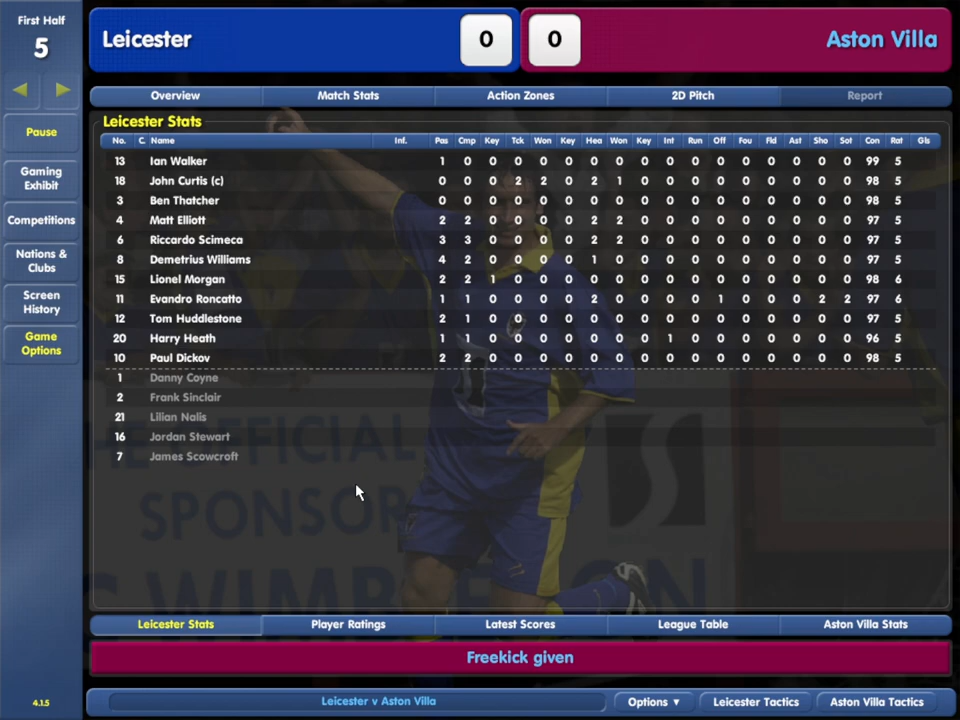 First Half
5
Leicester 0 0 Aston Villa
Overview Match Stats Action Zones 2D Pitch Report
Pause
Gaming
Exhibit
Competitions
Nations &
Clubs
Screen
History
Game
Options
4.1.5
Leicester Stats
No. C. Name Inf. Pas Cmp Key Tck Won Key Hea Won Key Int Run Off Fou Fld Ast Sho Sot Con Rat Gls
13 Ian Walker 1 0 0 0 0 0 0 0 0 0 0 0 0 0 0 0 0 99 5
18 John Curtis (c) 0 0 0 2 2 0 2 1 0 0 0 0 0 0 0 0 0 98 5
3 Ben Thatcher 0 0 0 0 0 0 0 0 0 0 0 0 0 0 0 0 0 98 5
4 Matt Elliott 2 2 0 0 0 0 2 2 0 0 0 0 0 0 0 0 0 97 5
6 Riccardo Scimeca 3 3 0 0 0 0 2 2 0 0 0 0 0 0 0 0 0 97 5
8 Demetrius Williams 4 2 0 0 0 0 1 0 0 0 0 0 0 0 0 0 0 97 5
15 Lionel Morgan 2 2 1 0 0 0 0 0 0 0 0 0 0 0 0 0 0 98 6
11 Evandro Roncatto 1 1 0 0 0 0 2 0 0 0 0 1 0 0 0 2 2 97 6
12 Tom Huddlestone 2 1 0 0 0 0 0 0 0 0 0 0 0 0 0 0 0 97 5
20 Harry Heath 1 1 0 0 0 0 0 0 0 1 0 0 0 0 0 0 0 96 5
10 Paul Dickov 2 2 0 0 0 0 0 0 0 0 0 0 0 0 0 0 0 98 5
1 Danny Coyne
2 Frank Sinclair
21 Lilian Nalis
16 Jordan Stewart
7 James Scowcroft
THE OFFICIAL
SPONSOR
WIMBLEDON
Leicester Stats Player Ratings Latest Scores League Table Aston Villa Stats
Freekick given
Leicester v Aston Villa Options ▼ Leicester Tactics Aston Villa Tactics